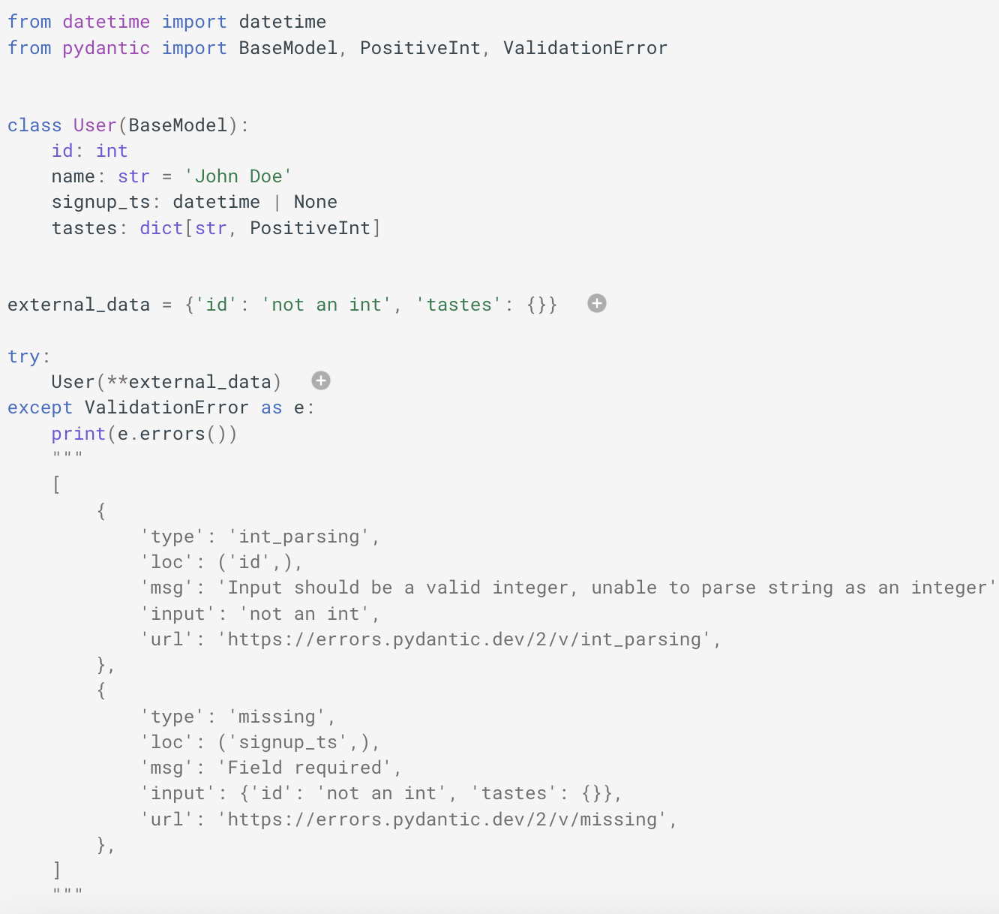 from datetime import datetime
from pydantic import BaseModel, PositiveInt, ValidationError


class User(BaseModel):
    id: int
    name: str = 'John Doe'
    signup_ts: datetime | None
    tastes: dict[str, PositiveInt]


external_data = {'id': 'not an int', 'tastes': {}}

try:
    User(**external_data)
except ValidationError as e:
    print(e.errors())
    """
    [
        {
            'type': 'int_parsing',
            'loc': ('id',),
            'msg': 'Input should be a valid integer, unable to parse string as an integer'
            'input': 'not an int',
            'url': 'https://errors.pydantic.dev/2/v/int_parsing',
        },
        {
            'type': 'missing',
            'loc': ('signup_ts',),
            'msg': 'Field required',
            'input': {'id': 'not an int', 'tastes': {}},
            'url': 'https://errors.pydantic.dev/2/v/missing',
        },
    ]
    """